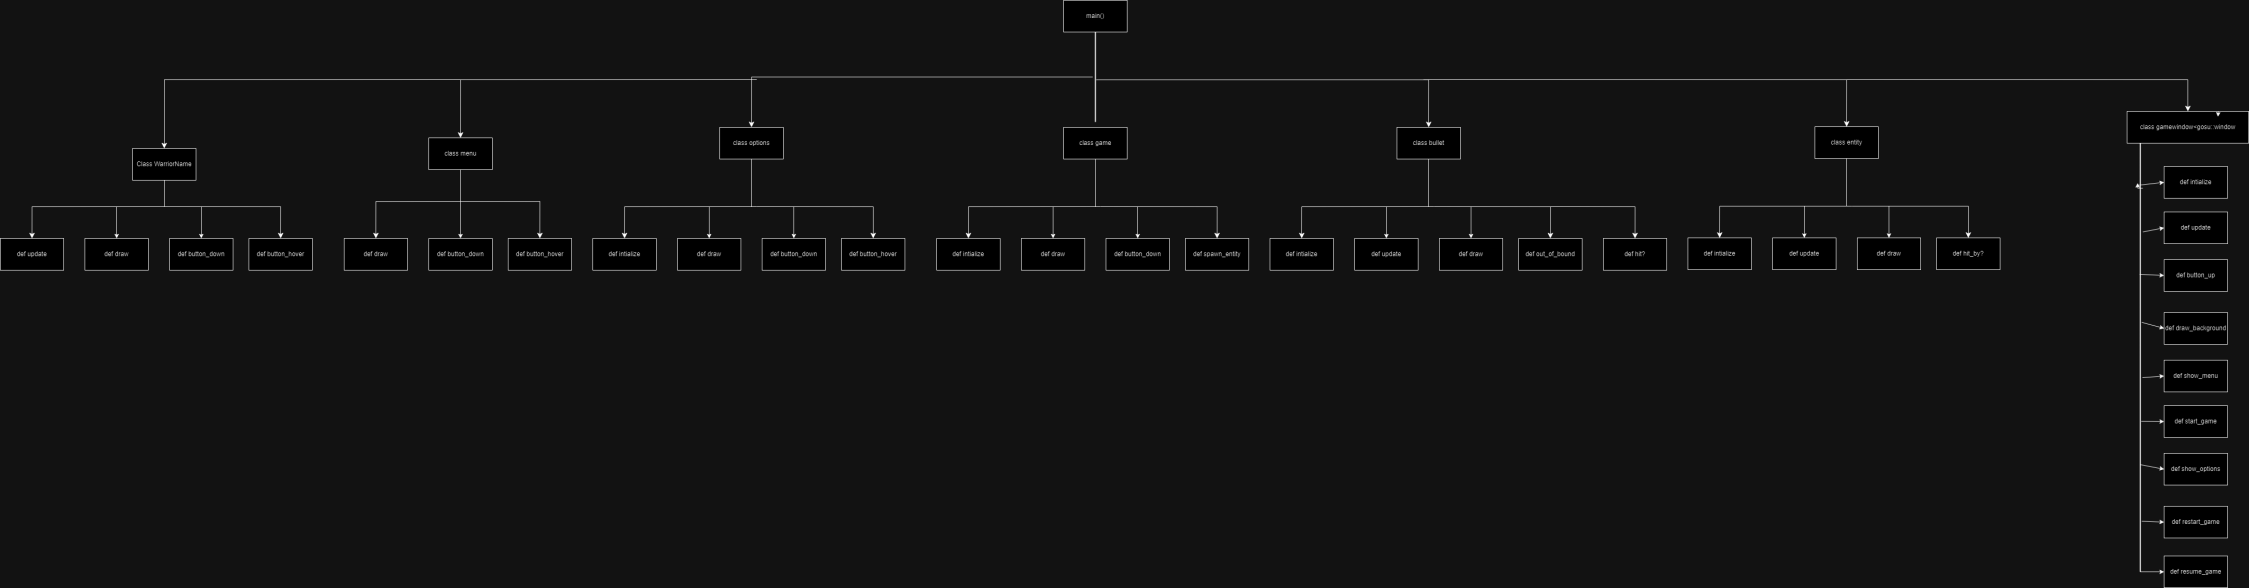 main()
Class WarriorName
class menu
class options
class game
class bullet
class entity
class gamewindow<gosu::window
def update
def draw
def button_down
def button_hover
def draw
def button_down
def button_hover
def intialize
def draw
def button_down
def button_hover
def intialize
def draw
def button_down
def spawn_entity
def intialize
def update
def draw
def out_of_bound
def hit?
def intialize
def update
def draw
def hit_by?
def intialize
def update
def button_up
def draw_background
def show_menu
def start_game
def show_options
def restart_game
def resume_game